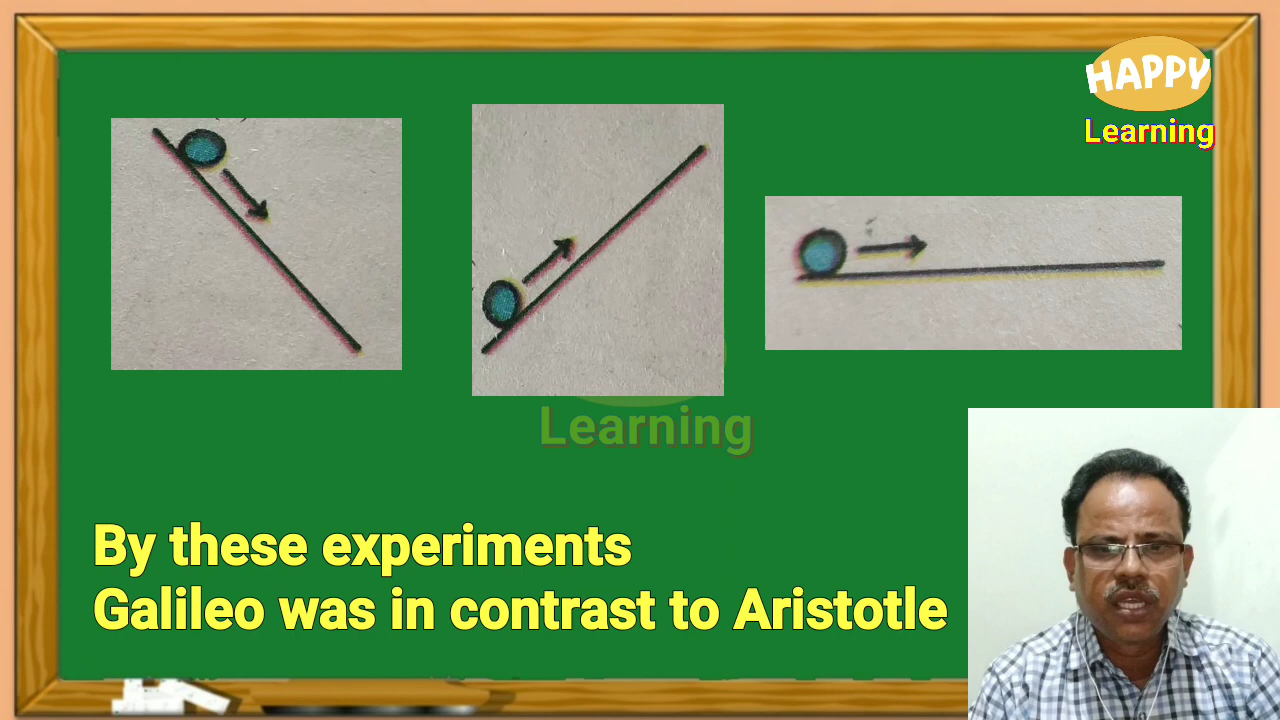 HAPPY
Learning
Learning
By these experiments
Galileo was in contrast to Aristotle